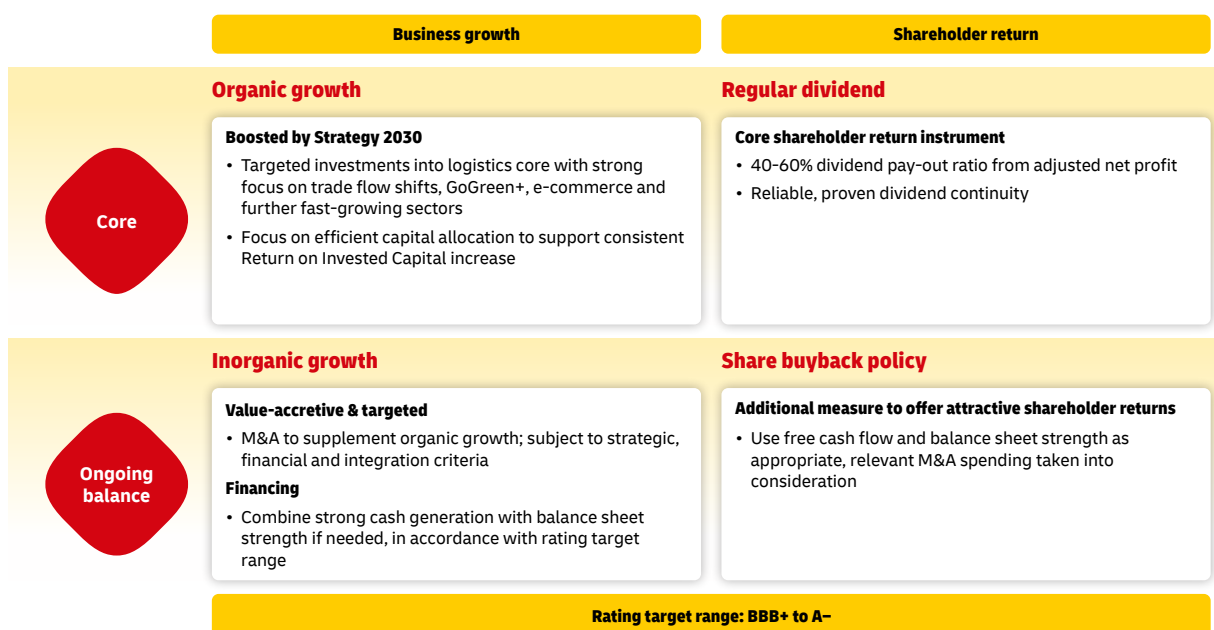 Business growth
Shareholder return
Core
Organic growth
Boosted by Strategy 2030
• Targeted investments into logistics core with strong
focus on trade flow shifts, GoGreen+, e-commerce and
further fast-growing sectors
• Focus on efficient capital allocation to support consistent
Return on Invested Capital increase
Regular dividend
Core shareholder return instrument
• 40-60% dividend pay-out ratio from adjusted net profit
• Reliable, proven dividend continuity
Ongoing
balance
Inorganic growth
Value-accretive & targeted
• M&A to supplement organic growth; subject to strategic,
financial and integration criteria
Financing
• Combine strong cash generation with balance sheet
strength if needed, in accordance with rating target
range
Share buyback policy
Additional measure to offer attractive shareholder returns
• Use free cash flow and balance sheet strength as
appropriate, relevant M&A spending taken into
consideration
Rating target range: BBB+ to A–